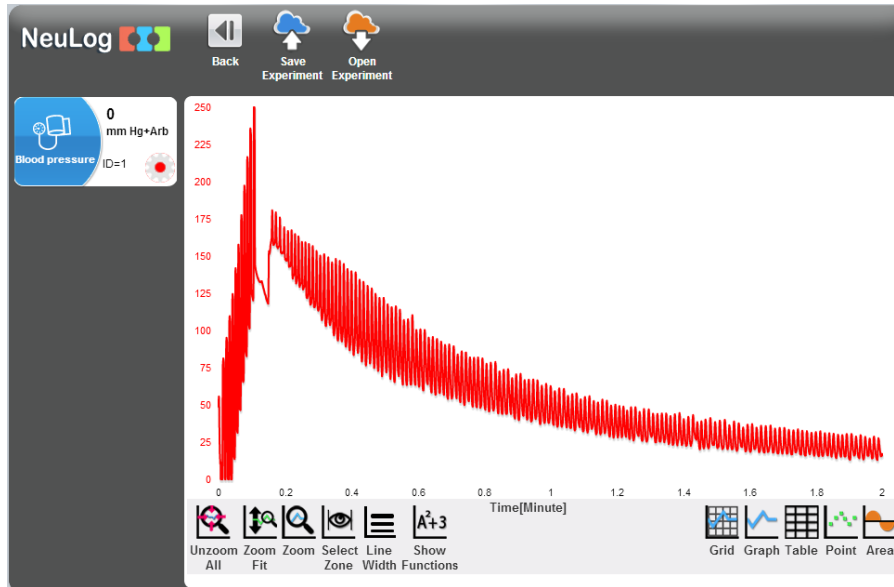 NeuLog
Back
Save
Experiment
Open
Experiment
0
mm Hg+Arb
Blood pressure
ID=1
250
225
200
175
150
125
100
75
50
25
0
0 0.2 0.4 0.6 0.8 1 1.2 1.4 1.6 1.8 2
Time[Minute]
A²+3
Unzoom
All
Zoom
Fit
Zoom
Select
Zone
Line
Width
Show
Functions
Grid
Graph
Table
Point
Area